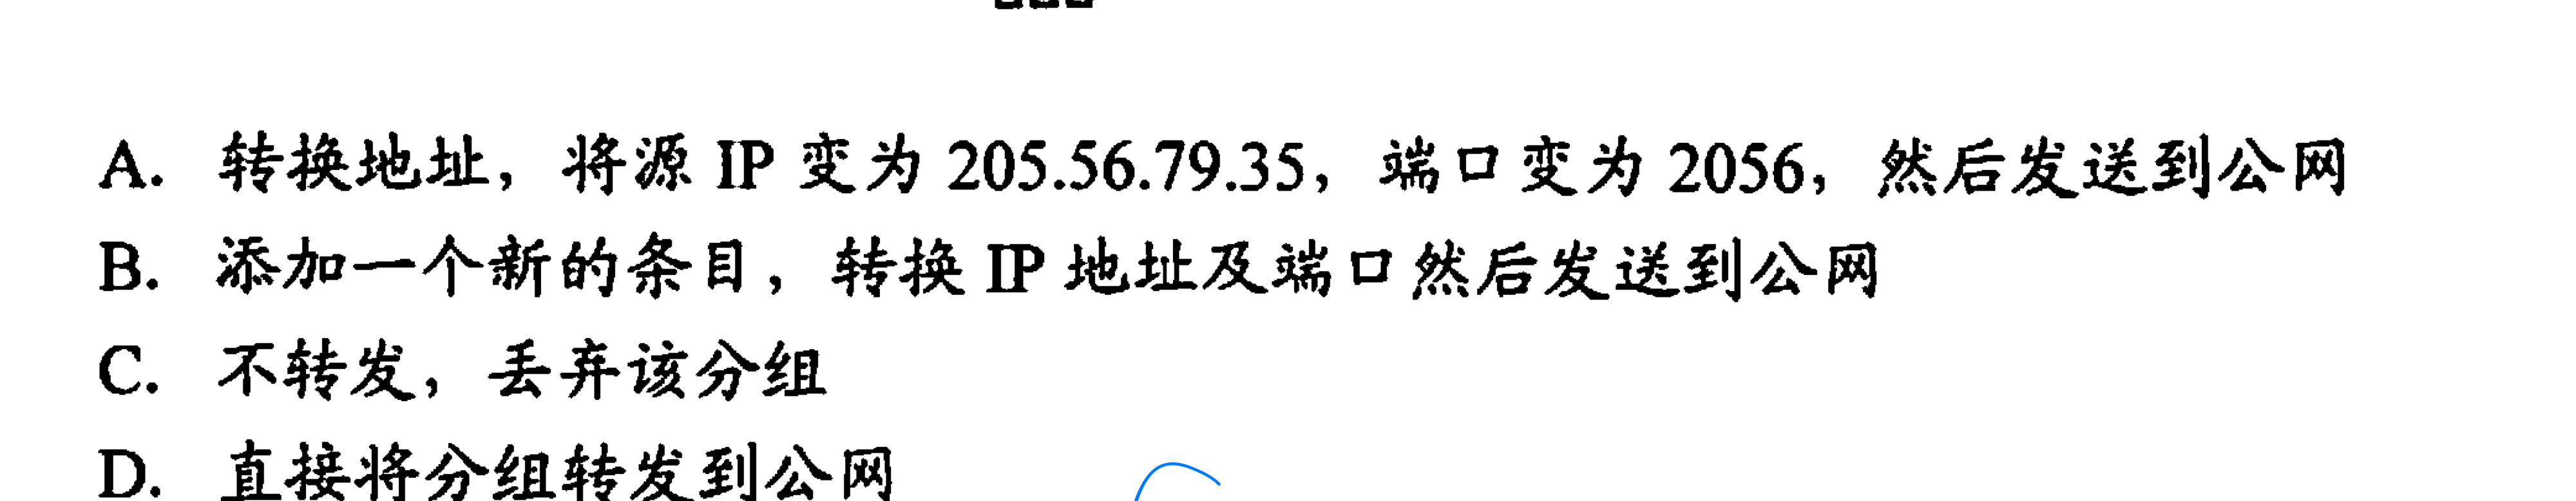 A. 转换地址，将源 IP 变为 205.56.79.35，端口变为 2056，然后发送到公网
B. 添加一个新的条目，转换 IP 地址及端口然后发送到公网
C. 不转发，丢弃该分组
D. 直接将分组转发到公网